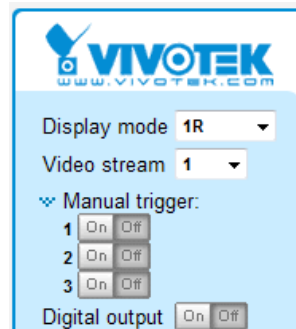 VIVOTEK
www.vivotek.com
Display mode 1R
Video stream 1
Manual trigger:
1 On Off
2 On Off
3 On Off
Digital output On Off